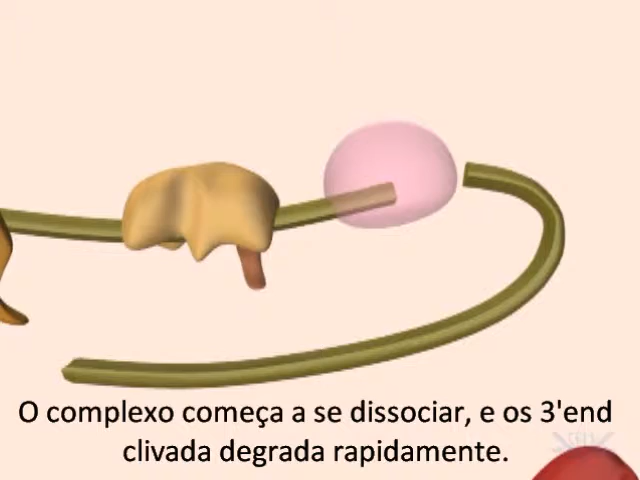 O complexo começa a se dissociar, e os 3'end
clivada degrada rapidamente.